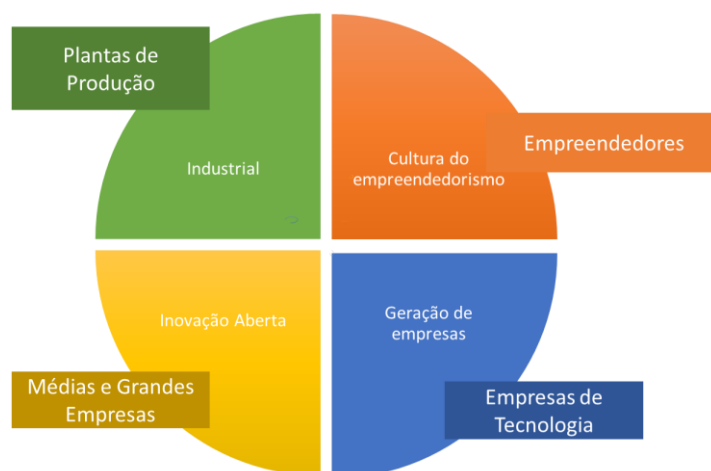 Plantas de
Produção
Industrial
Cultura do
empreendedorismo
Empreendedores
Inovação Aberta
Geração de
empresas
Médias e Grandes
Empresas
Empresas de
Tecnologia